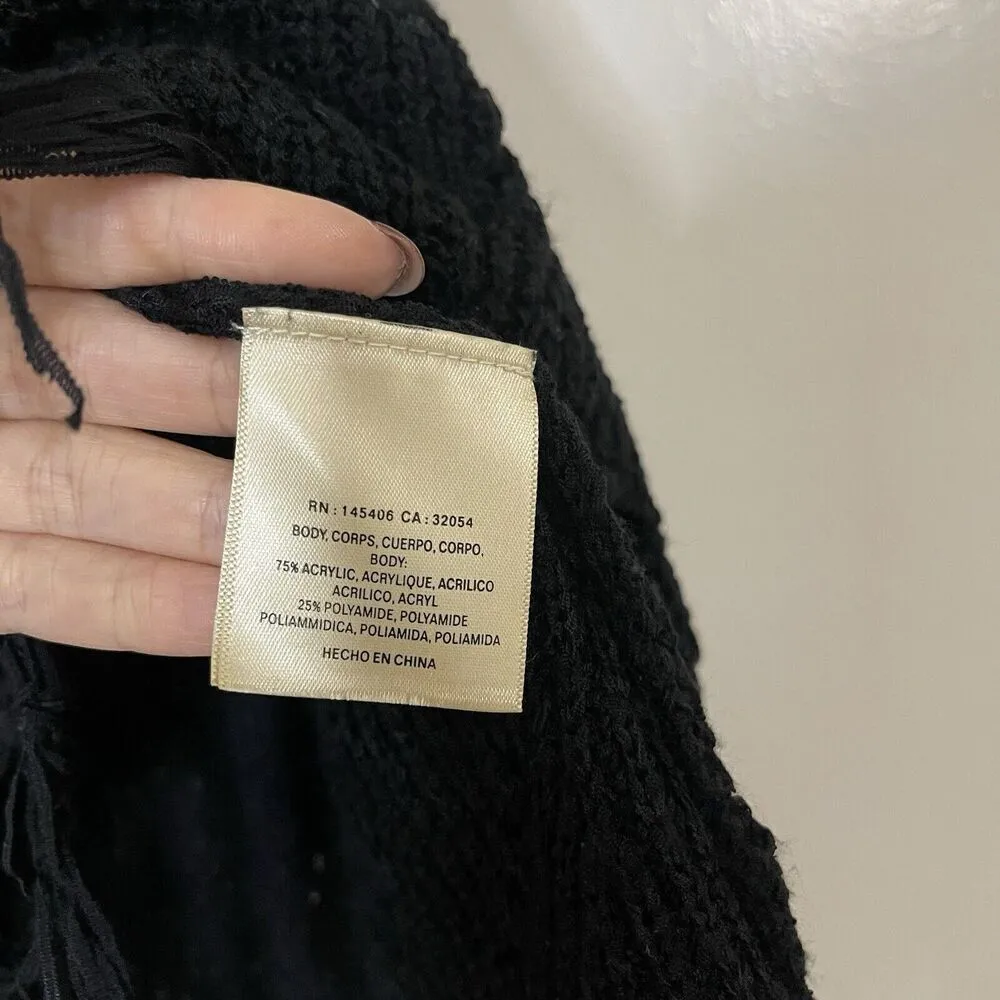 RN : 145406 CA : 32054
BODY, CORPS, CUERPO, CORPO,
BODY:
75% ACRYLIC, ACRYLIQUE, ACRILICO
ACRILICO, ACRYL
25% POLYAMIDE, POLYAMIDE
POLIAMMIDICA, POLIAMIDA, POLIAMIDA
HECHO EN CHINA